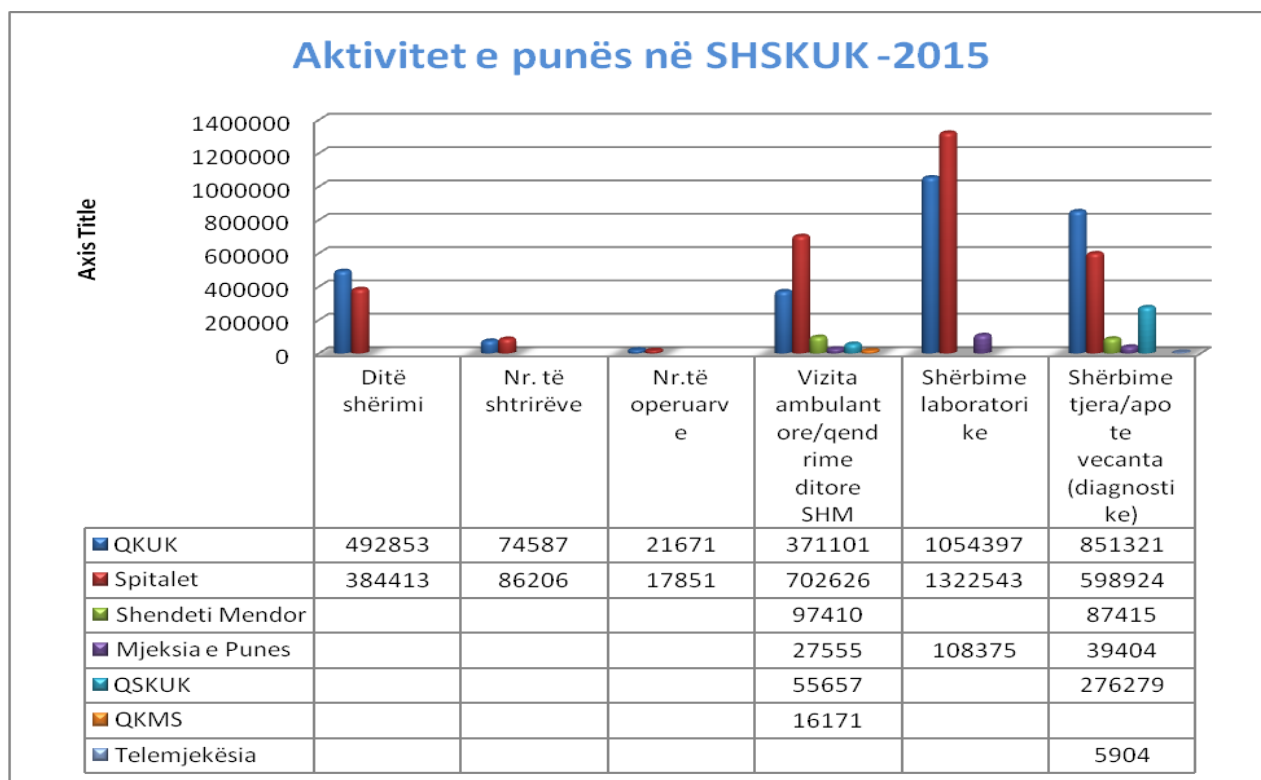 Aktivitet e punës në SHSKUK -2015
Axis Title
1400000
1200000
1000000
800000
600000
400000
200000
0
Ditë
shërimi
Nr. të
shtrirëve
Nr.të
operuarv
e
Vizita
ambulant
ore/qend
rime
ditore
SHM
Shërbime
laboratori
ke
Shërbime
tjera/apo
te
vecanta
(diagnosti
ke)
QKUK 492853 74587 21671 371101 1054397 851321
Spitalet 384413 86206 17851 702626 1322543 598924
Shendeti Mendor 97410 87415
Mjeksia e Punes 27555 108375 39404
QSKUK 55657 276279
QKMS 16171
Telemjekësia 5904